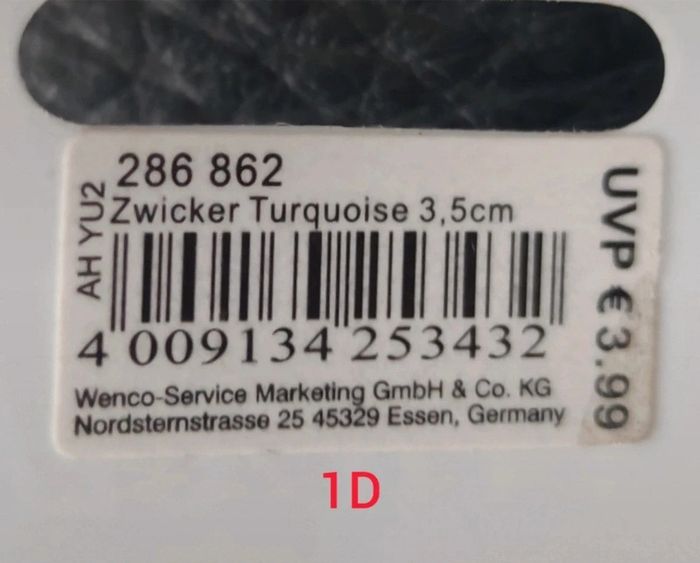 286 862
Zwicker Turquoise 3,5cm
AH YU2
4 009134 253432
Wenco-Service Marketing GmbH & Co. KG
Nordsternstrasse 25 45329 Essen, Germany
UVP € 3.99
1D